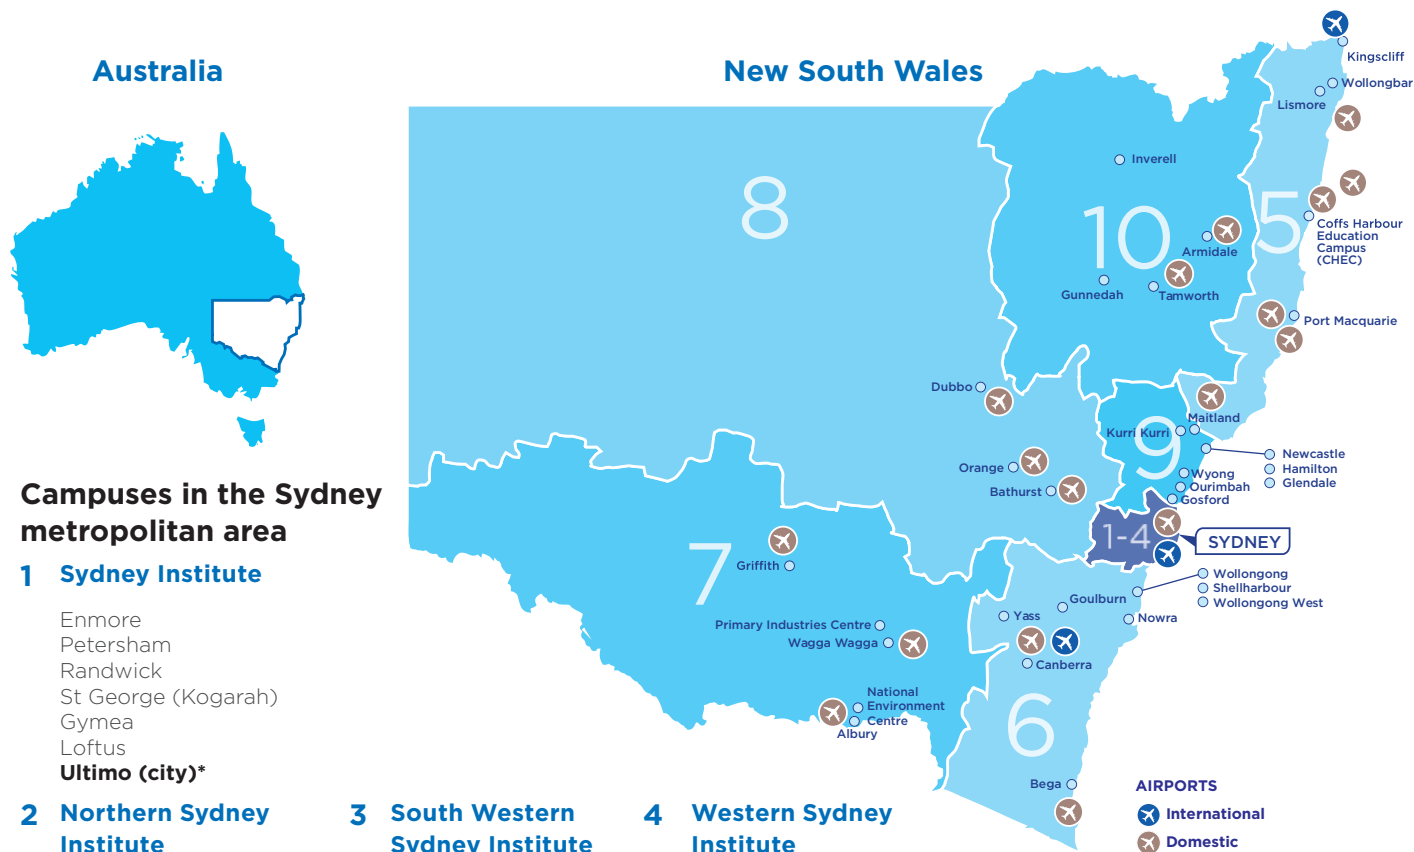 Australia
New South Wales
Kingscliff
Wollongbar
Lismore
Inverell
8
10
5
Armidale
Coffs Harbour
Education
Campus
(CHEC)
Gunnedah
Tamworth
Port Macquarie
Dubbo
Maitland
Kurri Kurri
9
Newcastle
Hamilton
Glendale
Orange
Bathurst
Wyong
Ourimbah
Gosford
1-4
SYDNEY
7
Griffith
Wollongong
Shellharbour
Wollongong West
Goulburn
Yass
Nowra
Primary Industries Centre
Wagga Wagga
Canberra
National
Environment
Centre
Albury
6
Bega
AIRPORTS
International
Domestic
Campuses in the Sydney
metropolitan area
1 Sydney Institute
Enmore
Petersham
Randwick
St George (Kogarah)
Gymea
Loftus
Ultimo (city)*
2 Northern Sydney
Institute
3 South Western
Sydney Institute
4 Western Sydney
Institute